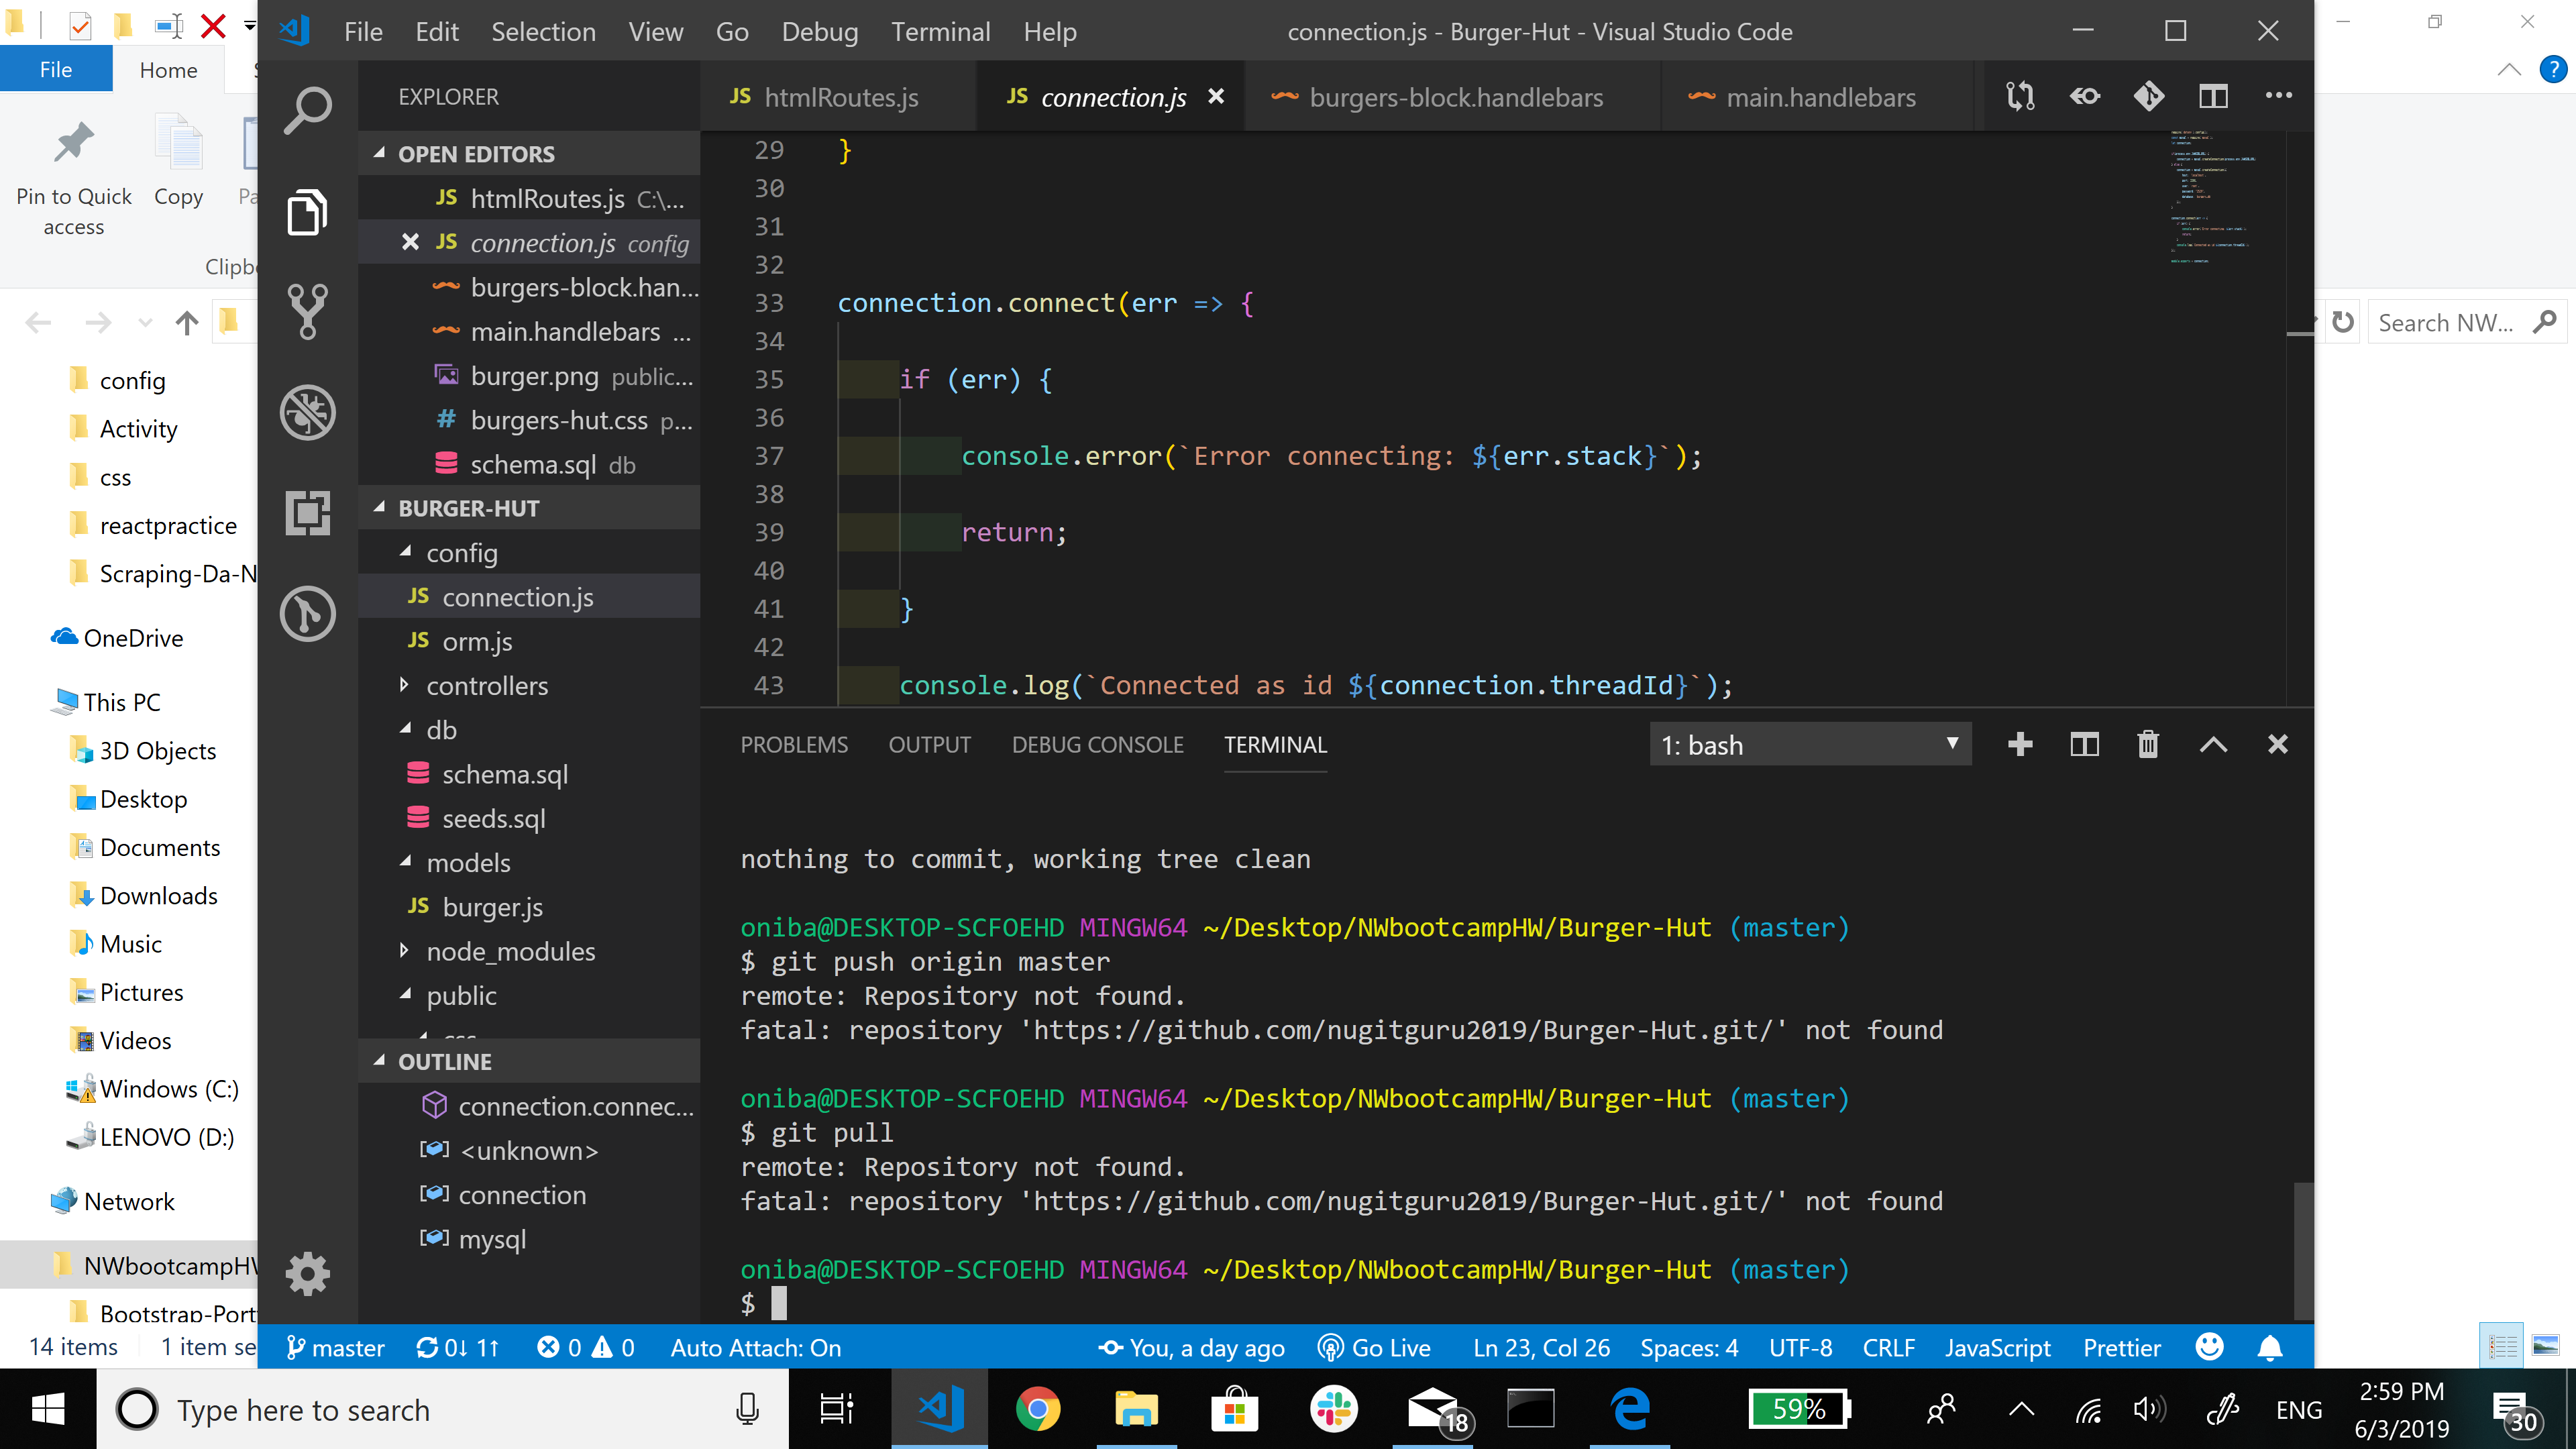 File Edit Selection View Go Debug Terminal Help
connection.js - Burger-Hut - Visual Studio Code
File
Home
Pin to Quick access
Copy
Search NW...
config
Activity
css
reactpractice
Scraping-Da-N
OneDrive
This PC
3D Objects
Desktop
Documents
Downloads
Music
Pictures
Videos
Windows (C:)
LENOVO (D:)
Network
NWbootcampHW
Bootstrap-Port
14 items
1 item se
EXPLORER
OPEN EDITORS
JS htmlRoutes.js C:\...
JS connection.js config
burgers-block.han...
main.handlebars ...
burger.png public...
# burgers-hut.css p...
schema.sql db
BURGER-HUT
config
JS connection.js
JS orm.js
controllers
db
schema.sql
seeds.sql
models
JS burger.js
node_modules
public
css
OUTLINE
connection.connec...
<unknown>
connection
mysql
JS htmlRoutes.js
JS connection.js
burgers-block.handlebars
main.handlebars
29 }
30
31
32
33 connection.connect(err => {
34
35 if (err) {
36
37 console.error(`Error connecting: ${err.stack}`);
38
39 return;
40
41 }
42
43 console.log(`Connected as id ${connection.threadId}`);
PROBLEMS OUTPUT DEBUG CONSOLE TERMINAL
1: bash
nothing to commit, working tree clean
oniba@DESKTOP-SCFOEHD MINGW64 ~/Desktop/NWbootcampHW/Burger-Hut (master)
$ git push origin master
remote: Repository not found.
fatal: repository 'https://github.com/nugitguru2019/Burger-Hut.git/' not found
oniba@DESKTOP-SCFOEHD MINGW64 ~/Desktop/NWbootcampHW/Burger-Hut (master)
$ git pull
remote: Repository not found.
fatal: repository 'https://github.com/nugitguru2019/Burger-Hut.git/' not found
oniba@DESKTOP-SCFOEHD MINGW64 ~/Desktop/NWbootcampHW/Burger-Hut (master)
$
master 0↓ 1↑ 0 0 Auto Attach: On
You, a day ago Go Live Ln 23, Col 26 Spaces: 4 UTF-8 CRLF JavaScript Prettier
Type here to search
18
59%
ENG
2:59 PM
6/3/2019
30